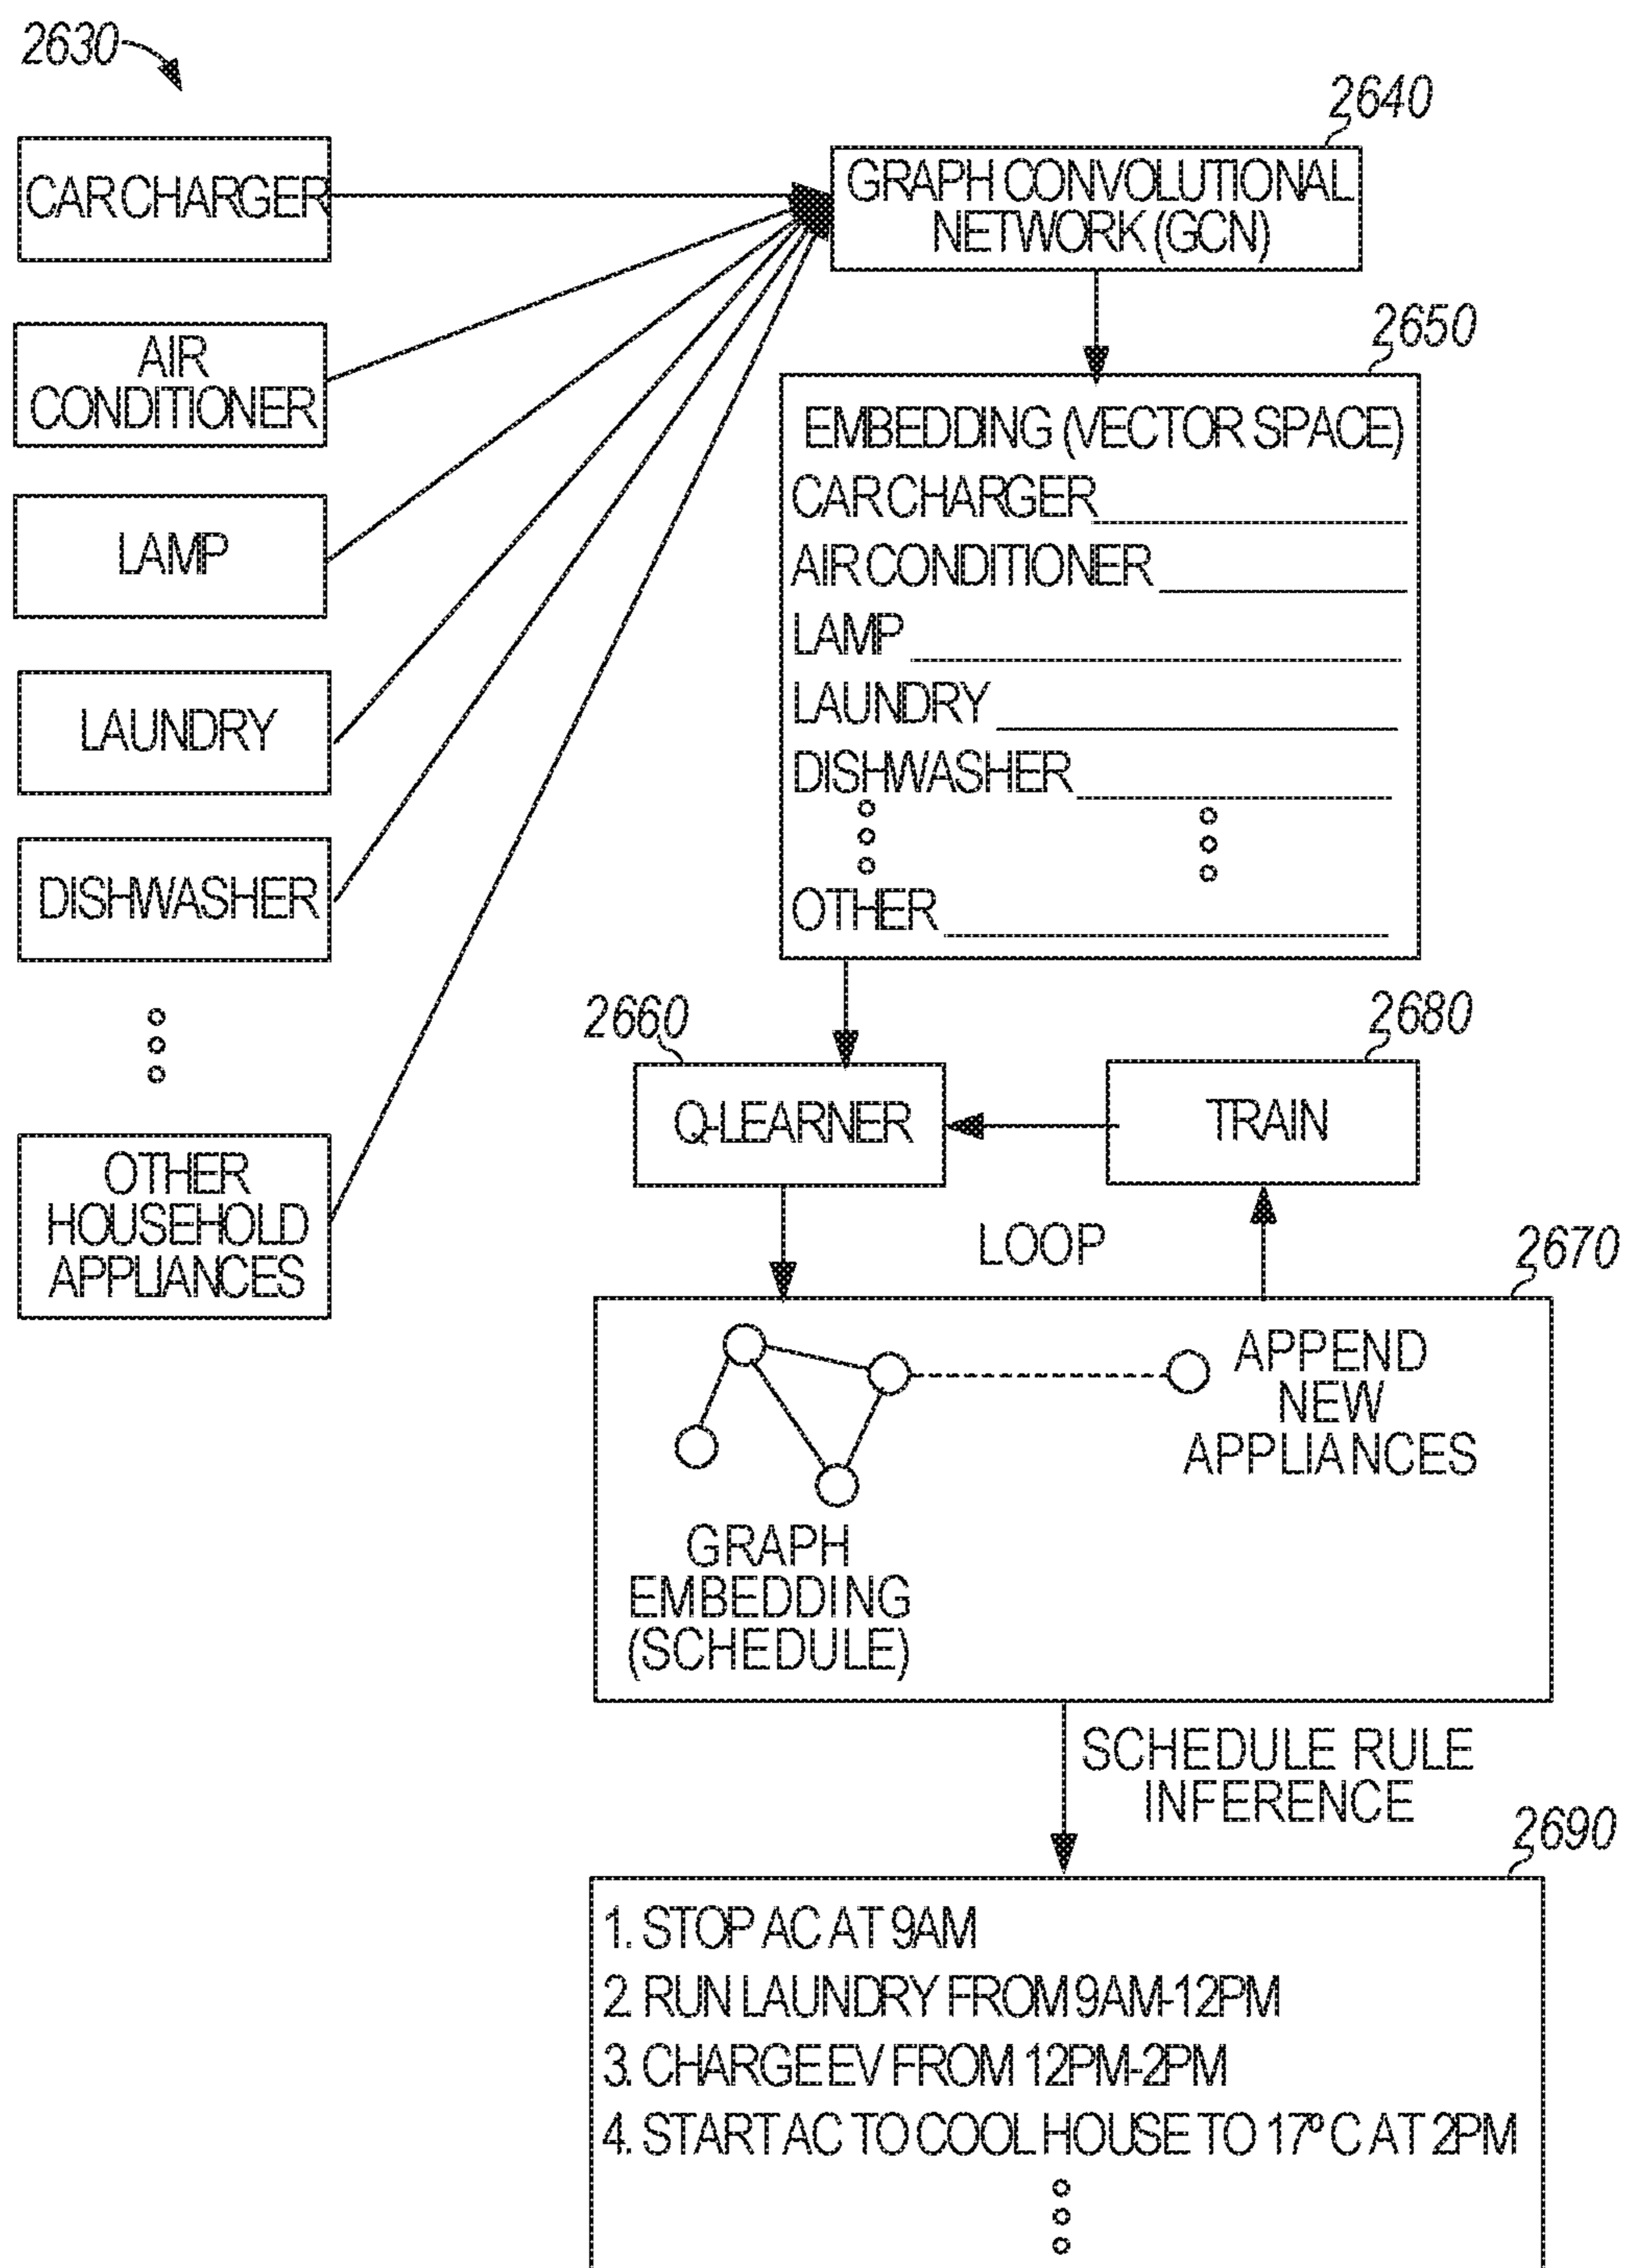 2630
CAR CHARGER
AIR
CONDITIONER
LAMP
LAUNDRY
DISHWASHER
OTHER
HOUSEHOLD
APPLIANCES
2640
GRAPH CONVOLUTIONAL
NETWORK (GCN)
2650
EMBEDDING (VECTOR SPACE)
CAR CHARGER
AIR CONDITIONER
LAMP
LAUNDRY
DISHWASHER
OTHER
2660
Q-LEARNER
2680
TRAIN
LOOP
2670
APPEND
NEW
APPLIANCES
GRAPH
EMBEDDING
(SCHEDULE)
SCHEDULE RULE
INFERENCE
2690
1. STOP AC AT 9AM
2. RUN LAUNDRY FROM 9AM-12PM
3. CHARGE EV FROM 12PM-2PM
4. START AC TO COOL HOUSE TO 17ºC AT 2PM